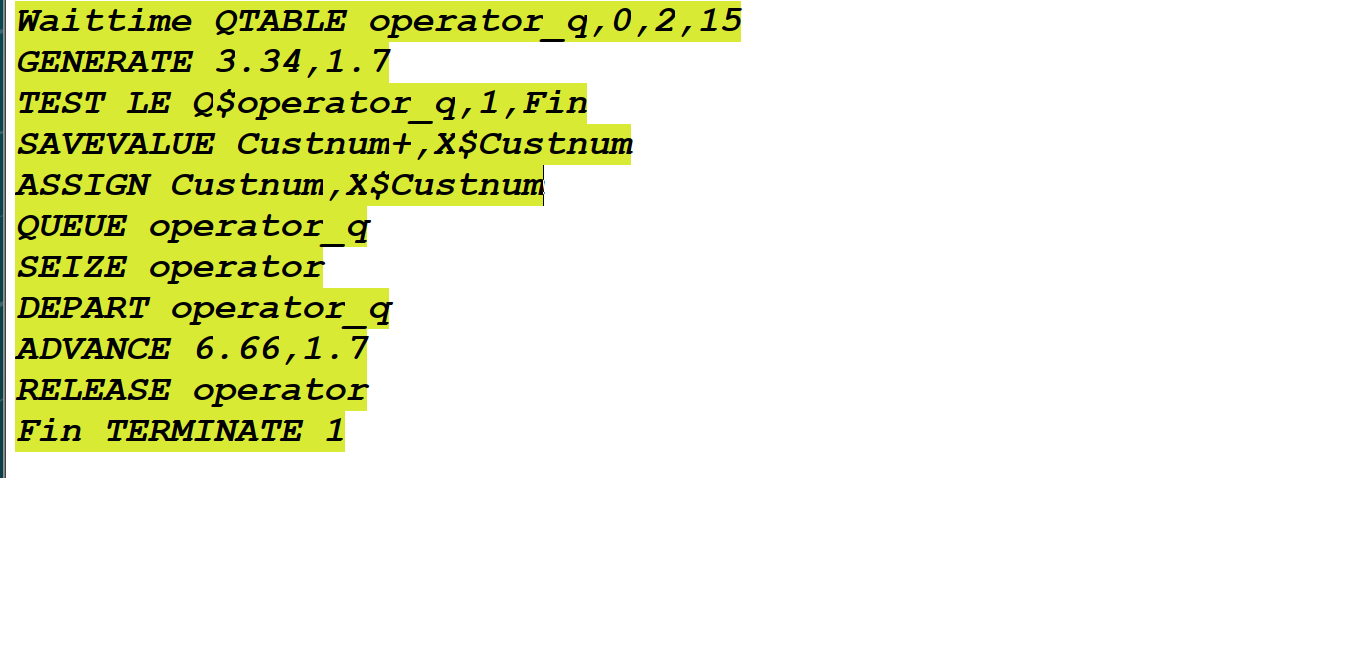 Waittime QTABLE operator_q,0,2,15
GENERATE 3.34,1.7
TEST LE Q$operator_q,1,Fin
SAVEVALUE Custnum+,X$Custnum
ASSIGN Custnum,X$Custnum
QUEUE operator_q
SEIZE operator
DEPART operator_q
ADVANCE 6.66,1.7
RELEASE operator
Fin TERMINATE 1